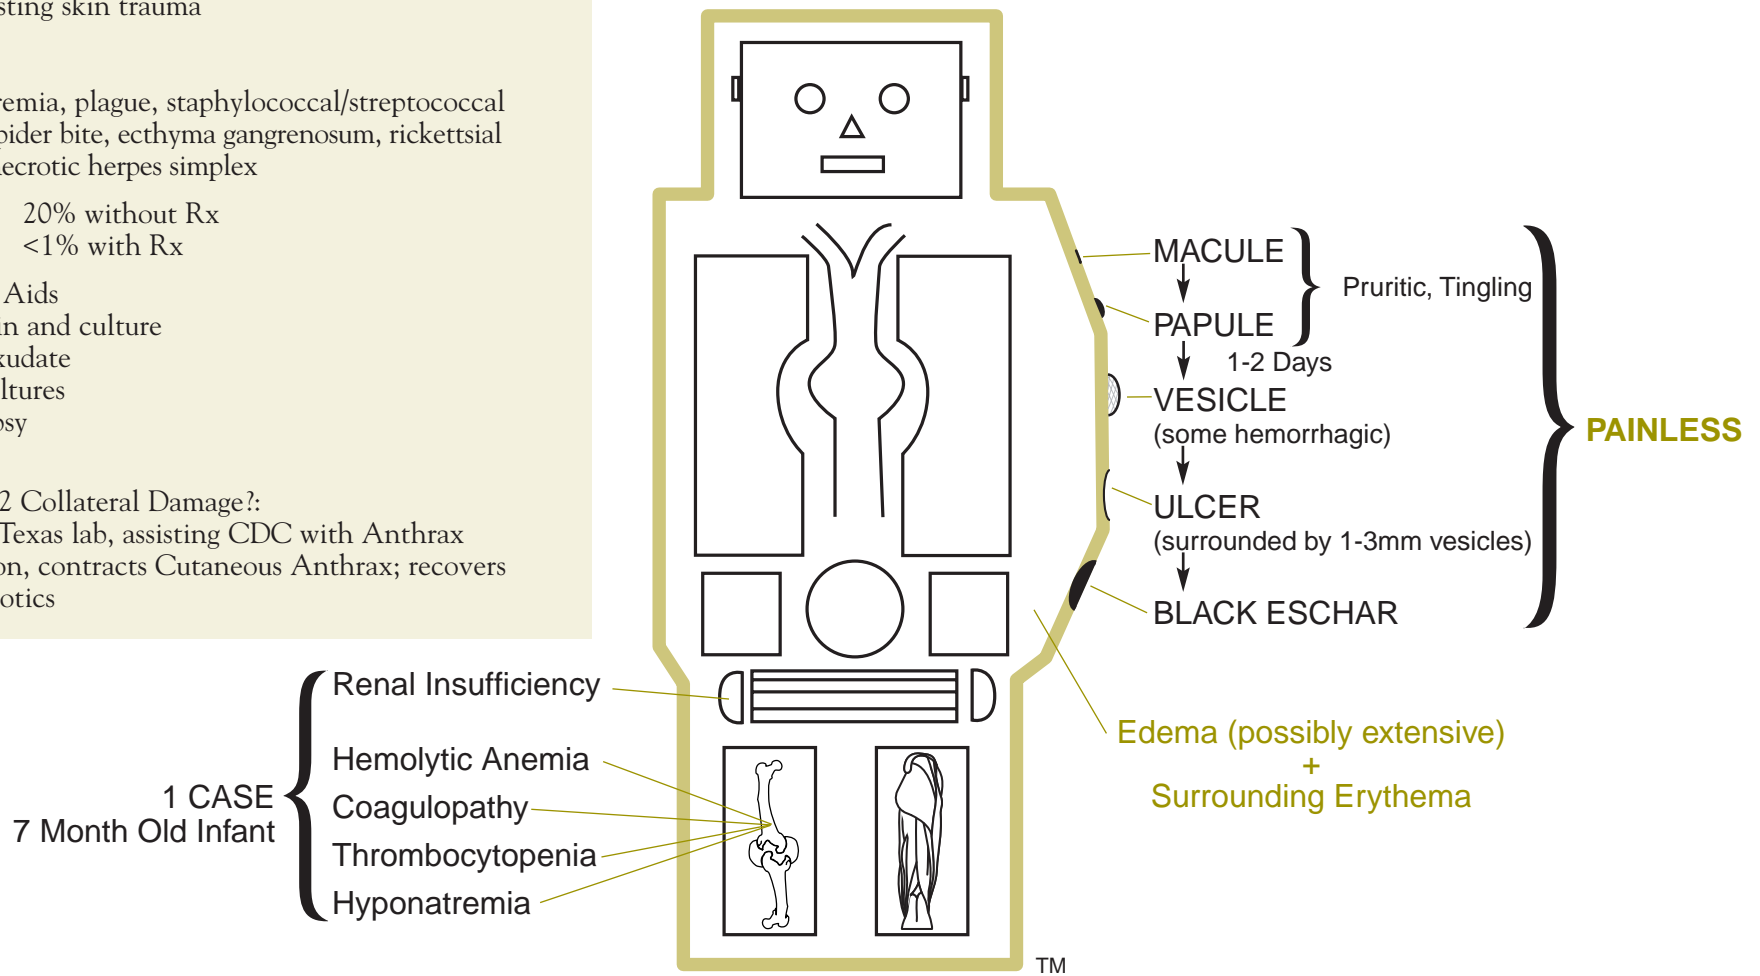 sting skin trauma
remia, plague, staphylococcal/streptococcal
pider bite, ecthyma gangrenosum, rickettsial
necrotic herpes simplex
20% without Rx
<1% with Rx
Aids
in and culture
xudate
ltures
psy
2 Collateral Damage?:
Texas lab, assisting CDC with Anthrax
on, contracts Cutaneous Anthrax; recovers
otics
MACULE
Pruritic, Tingling
PAPULE
1-2 Days
VESICLE
(some hemorrhagic)
PAINLESS
ULCER
(surrounded by 1-3mm vesicles)
BLACK ESCHAR
Edema (possibly extensive)
+
Surrounding Erythema
1 CASE
7 Month Old Infant
Renal Insufficiency
Hemolytic Anemia
Coagulopathy
Thrombocytopenia
Hyponatremia
TM